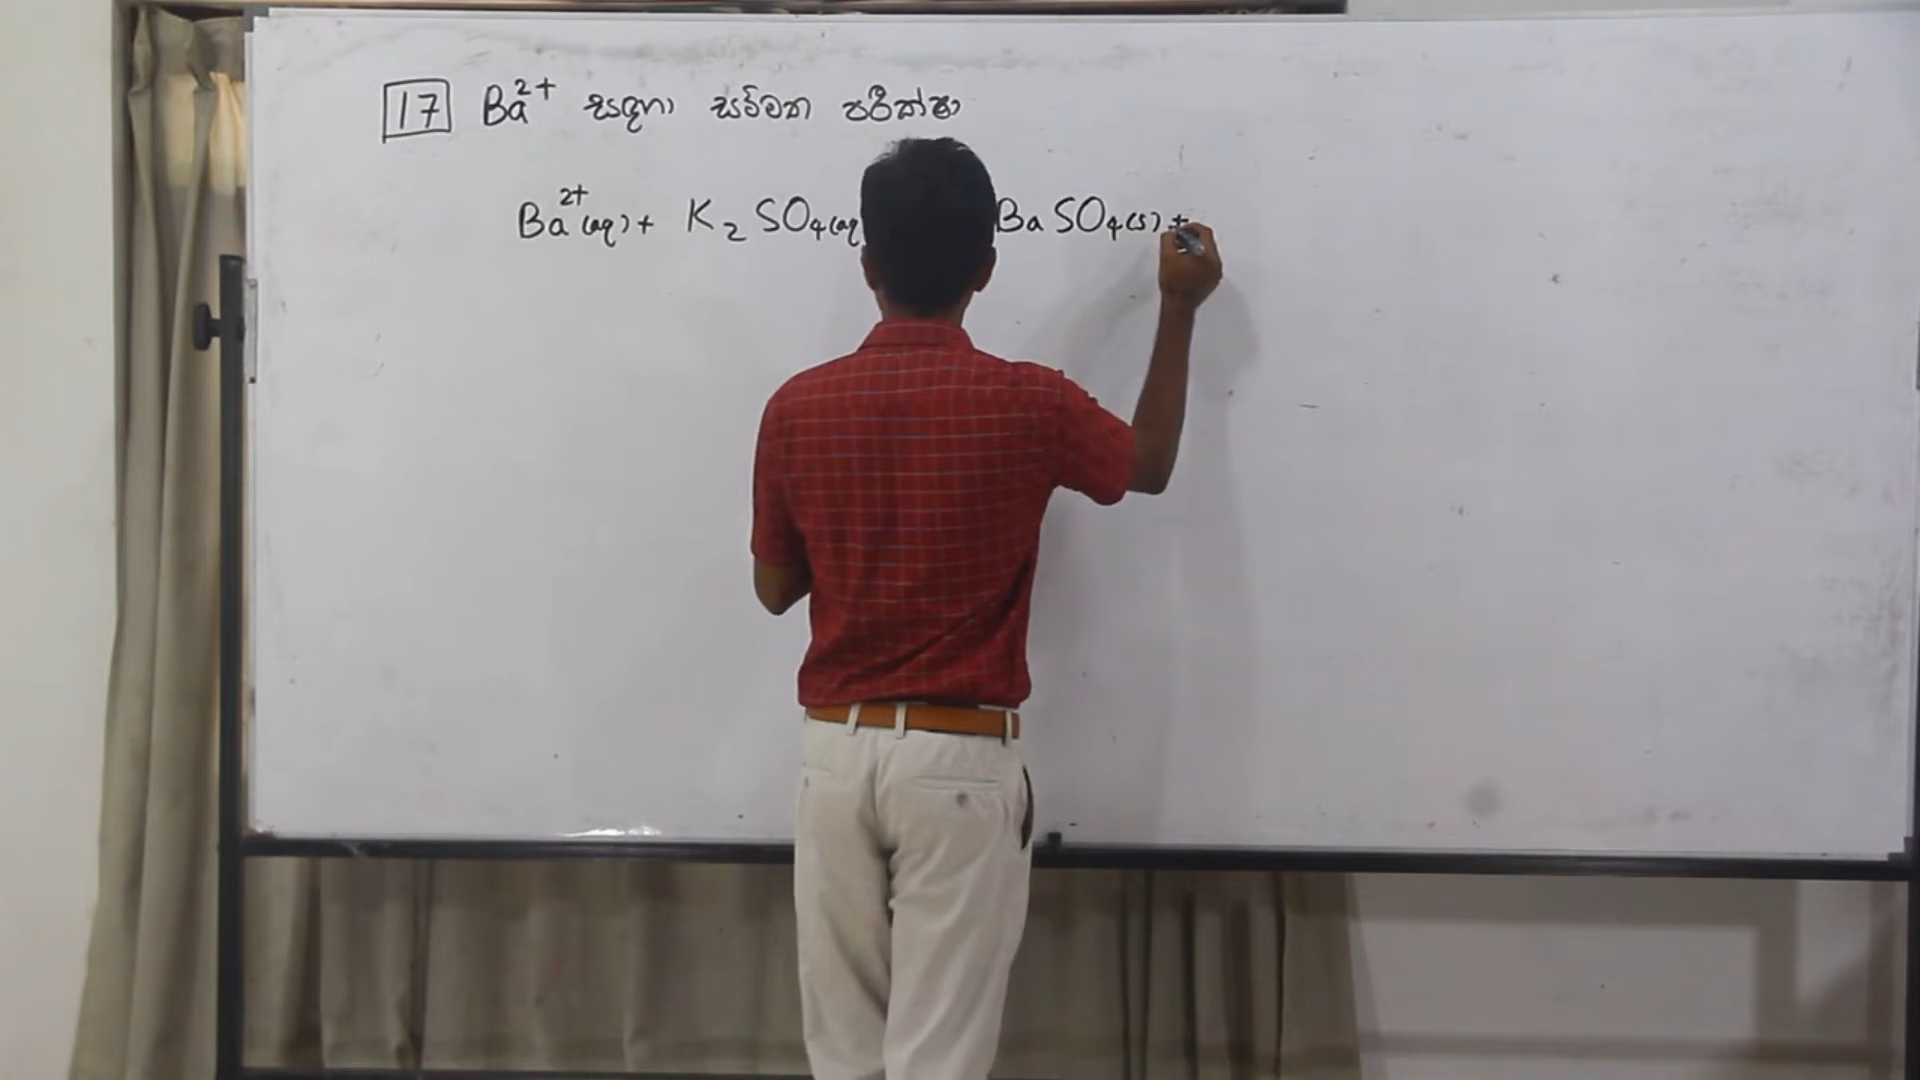 17 Ba²⁺ සඳහා සම්මත පරීක්ෂා
Ba²⁺(aq) + K₂SO₄(aq BaSO₄(s) +